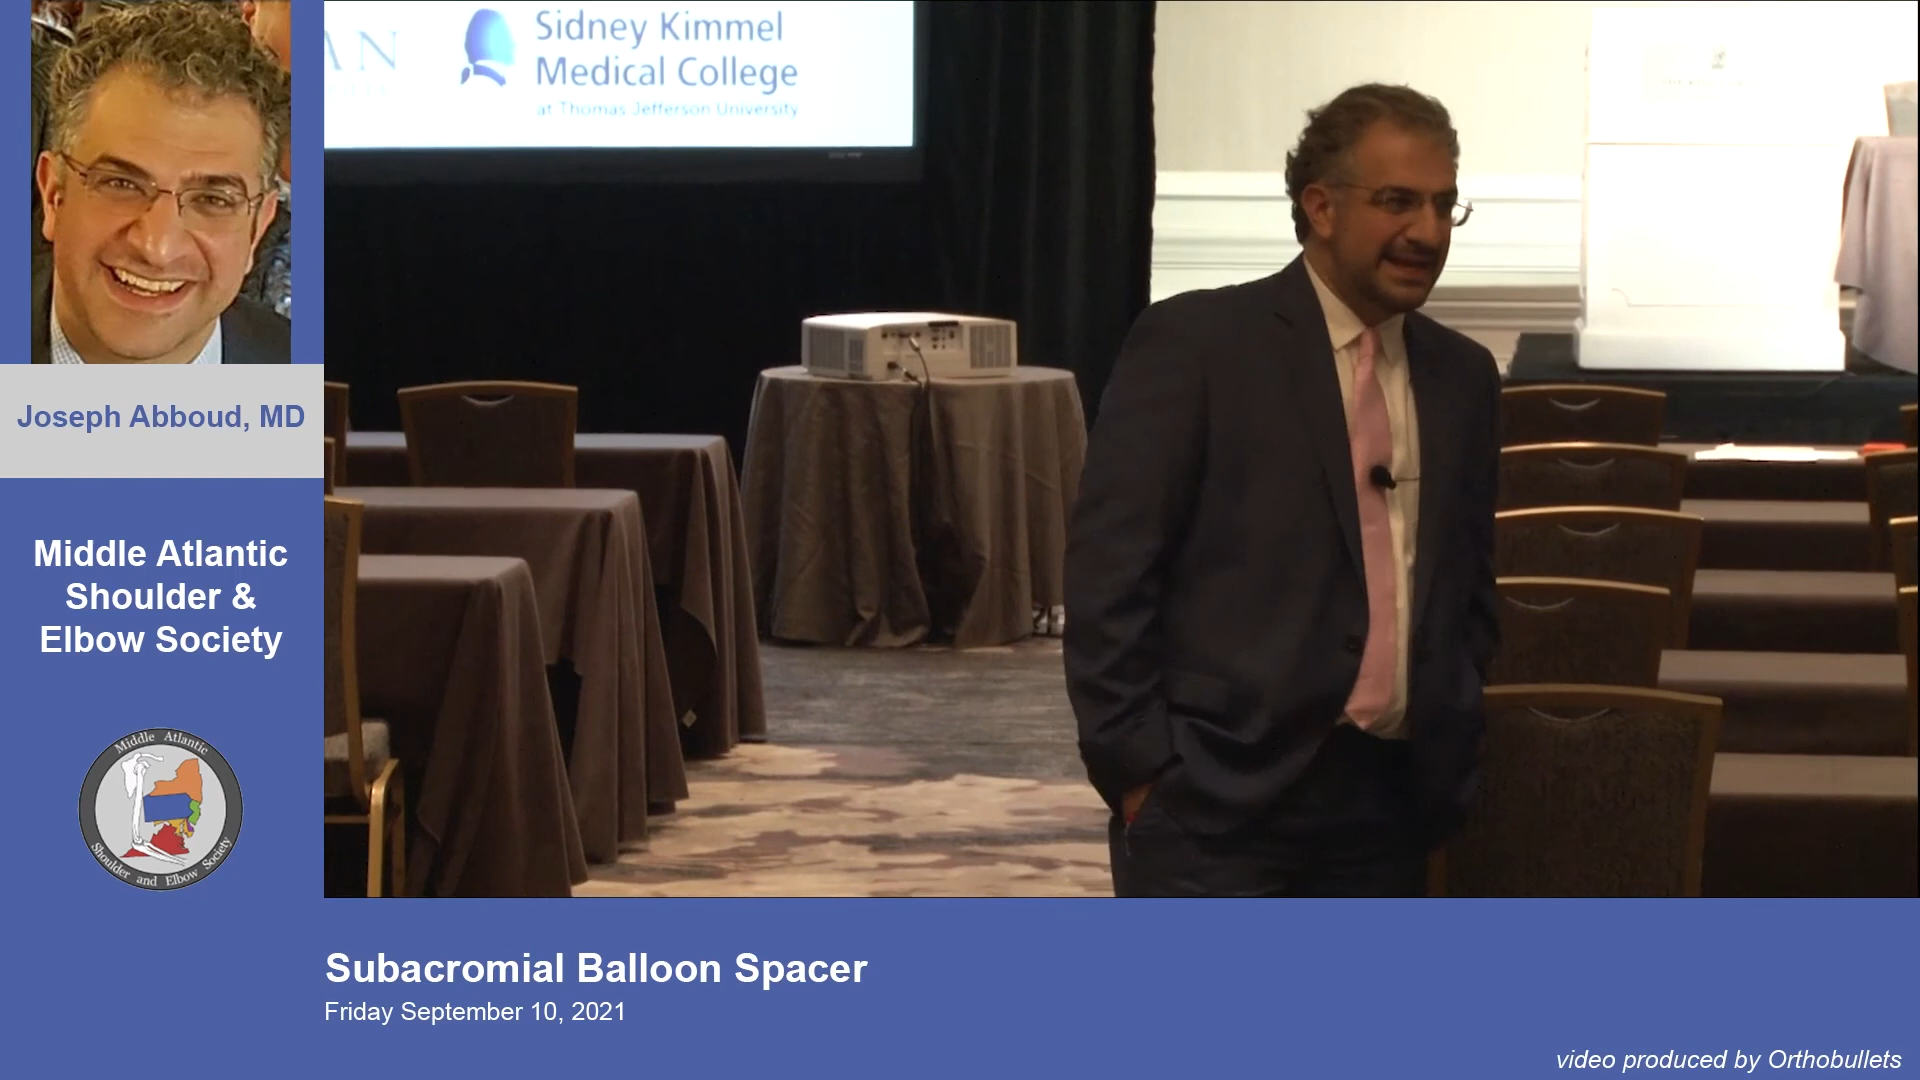 AN
Sidney Kimmel
Medical College
at Thomas Jefferson University
Joseph Abboud, MD
Middle Atlantic
Shoulder &
Elbow Society
Middle Atlantic
Shoulder and Elbow Society
Subacromial Balloon Spacer
Friday September 10, 2021
video produced by Orthobullets